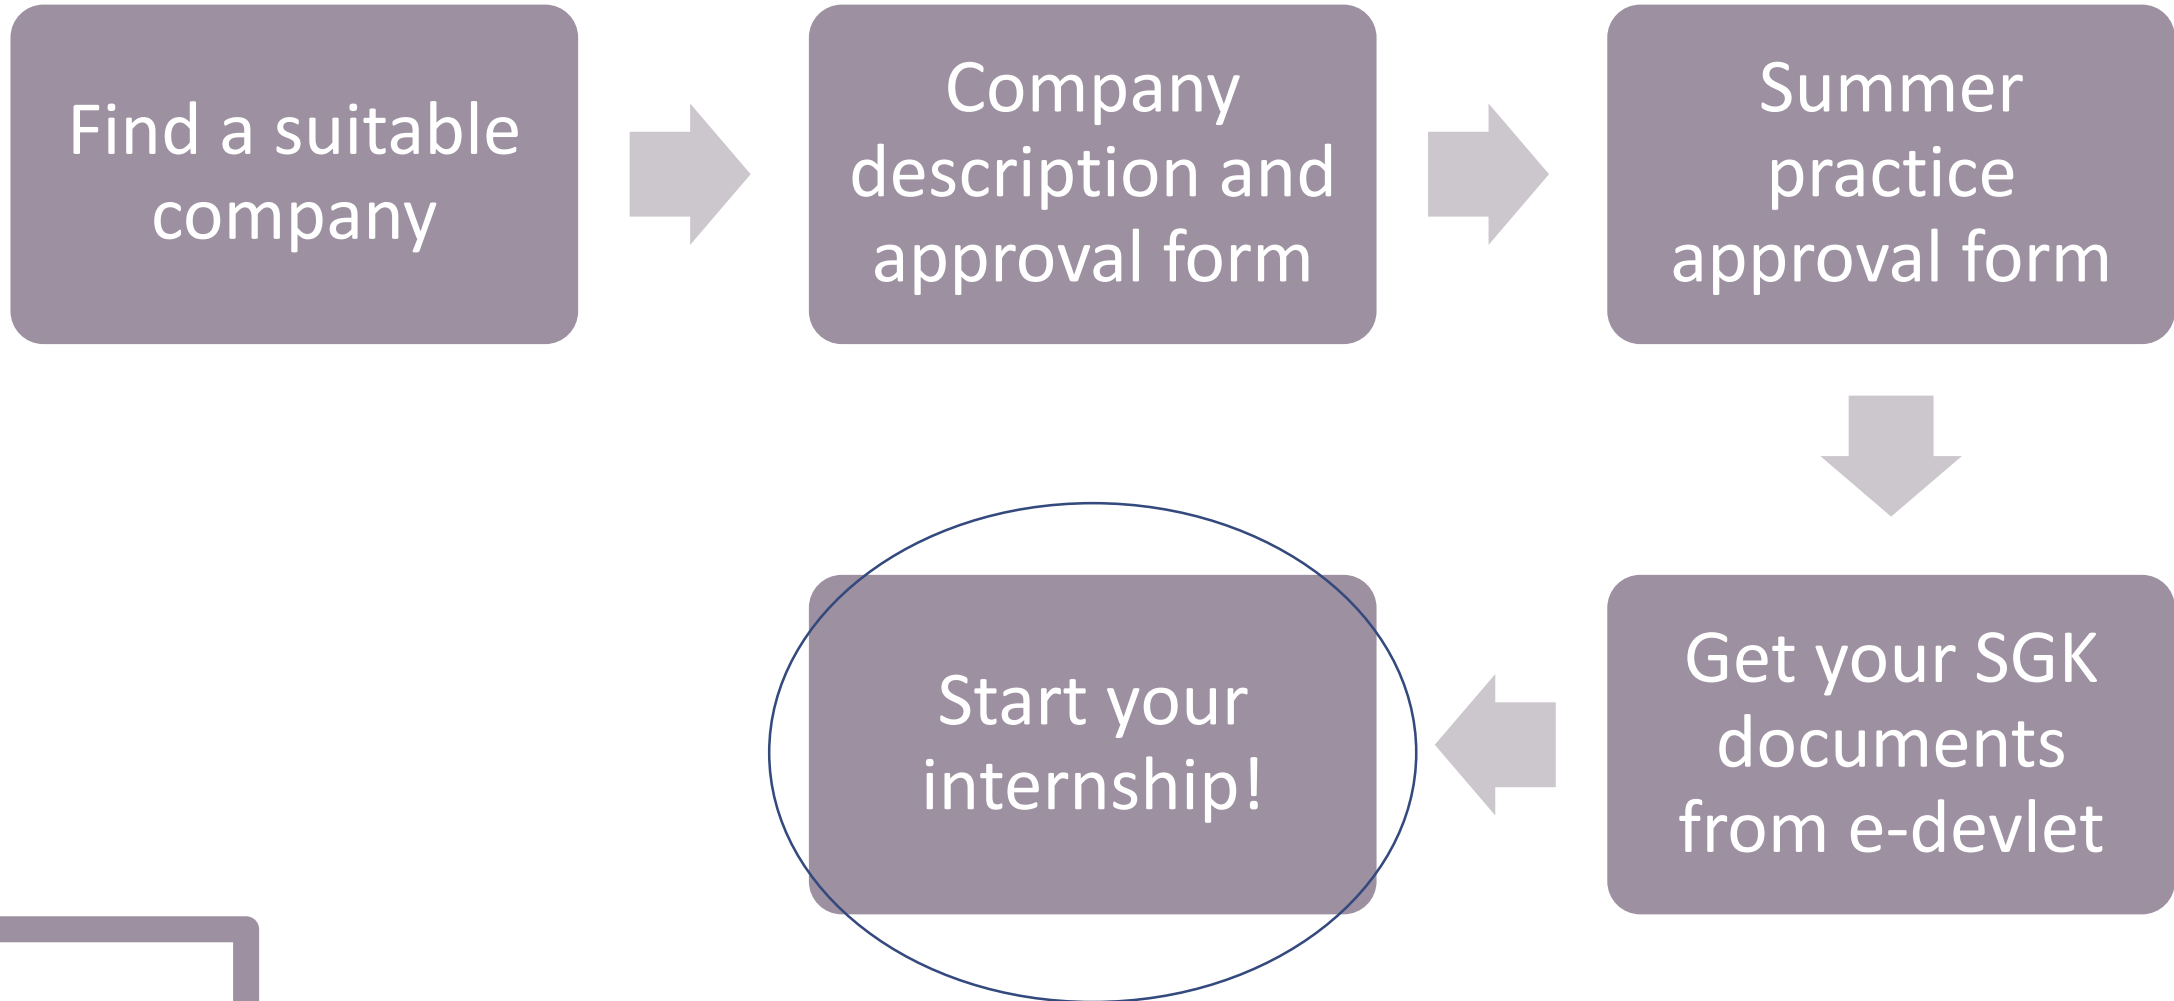 Find a suitable
company
Company
description and
approval form
Summer
practice
approval form
Get your SGK
documents
from e-devlet
Start your
internship!